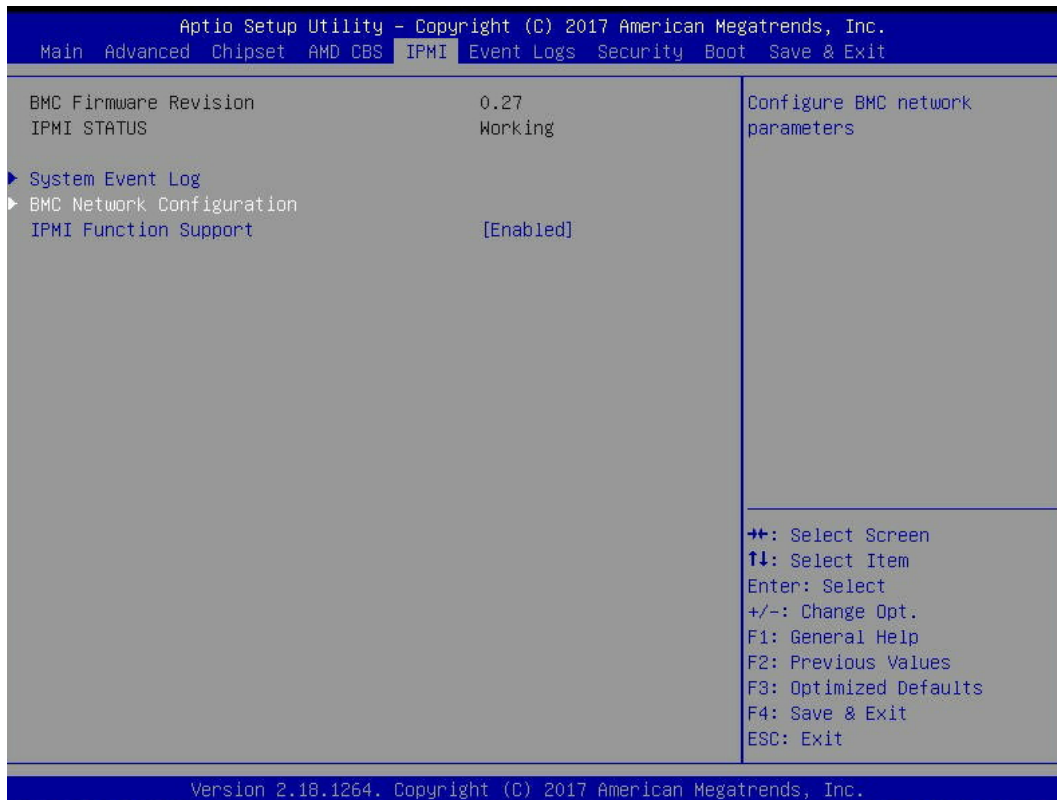 Aptio Setup Utility – Copyright (C) 2017 American Megatrends, Inc.
Main Advanced Chipset AMD CBS IPMI Event Logs Security Boot Save & Exit
BMC Firmware Revision 0.27
IPMI STATUS Working
▶ System Event Log
▶ BMC Network Configuration
IPMI Function Support [Enabled]
Configure BMC network
parameters
→←: Select Screen
↑↓: Select Item
Enter: Select
+/-: Change Opt.
F1: General Help
F2: Previous Values
F3: Optimized Defaults
F4: Save & Exit
ESC: Exit
Version 2.18.1264. Copyright (C) 2017 American Megatrends, Inc.